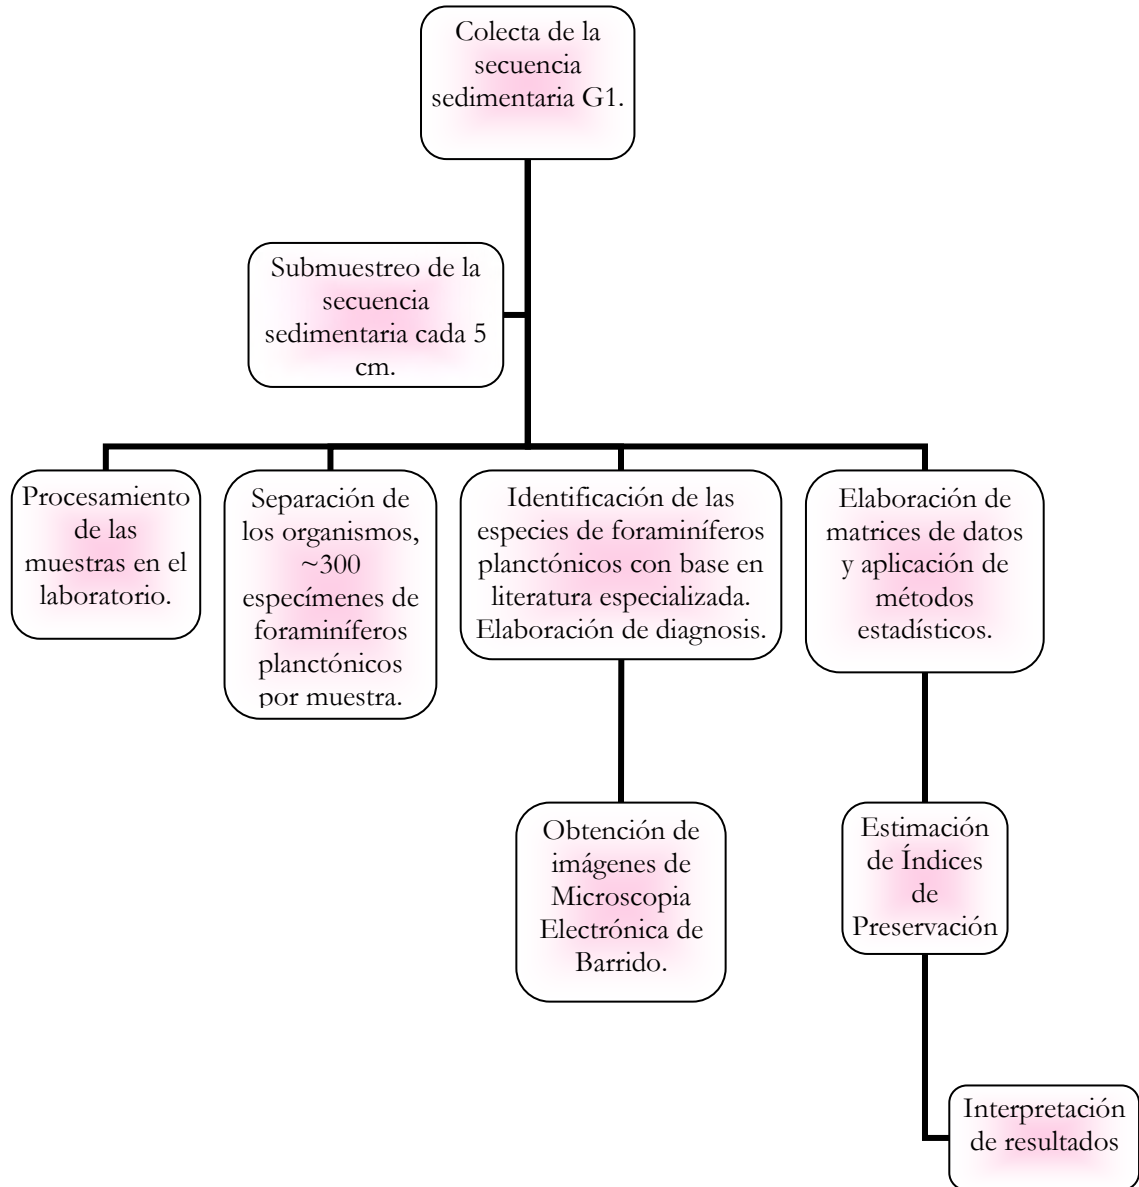 Colecta de la
secuencia
sedimentaria G1.
Submuestreo de la
secuencia
sedimentaria cada 5
cm.
Procesamiento
de las
muestras en el
laboratorio.
Separación de
los organismos,
~300
especímenes de
foraminíferos
planctónicos
por muestra.
Identificación de las
especies de foraminíferos
planctónicos con base en
literatura especializada.
Elaboración de diagnosis.
Elaboración de
matrices de datos
y aplicación de
métodos
estadísticos.
Obtención de
imágenes de
Microscopia
Electrónica de
Barrido.
Estimación
de Índices
de
Preservación
Interpretación
de resultados